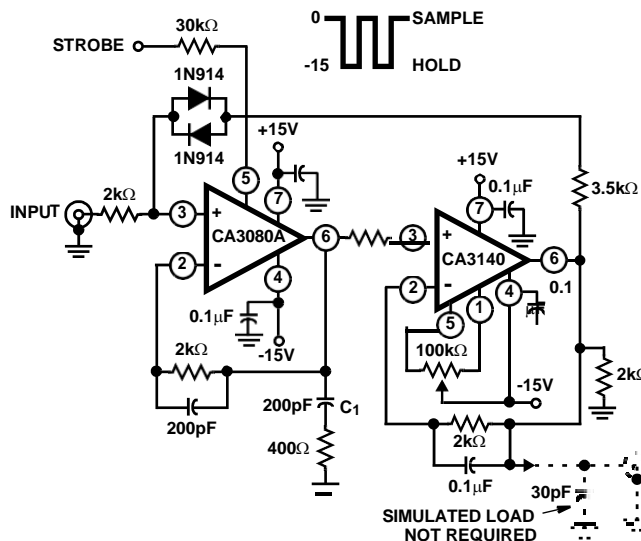 0
SAMPLE
-15
HOLD
30kΩ
STROBE
1N914
1N914
+15V
+15V
0.1µF
3.5kΩ
2kΩ
INPUT
5
7
7
3
+
CA3080A
6
3
+
CA3140
6
2
-
4
2
-
4
0.1
5
1
0.1µF
-15V
100kΩ
-15V
2kΩ
2kΩ
200pF
200pF
C1
2kΩ
400Ω
0.1µF
30pF
SIMULATED LOAD
NOT REQUIRED